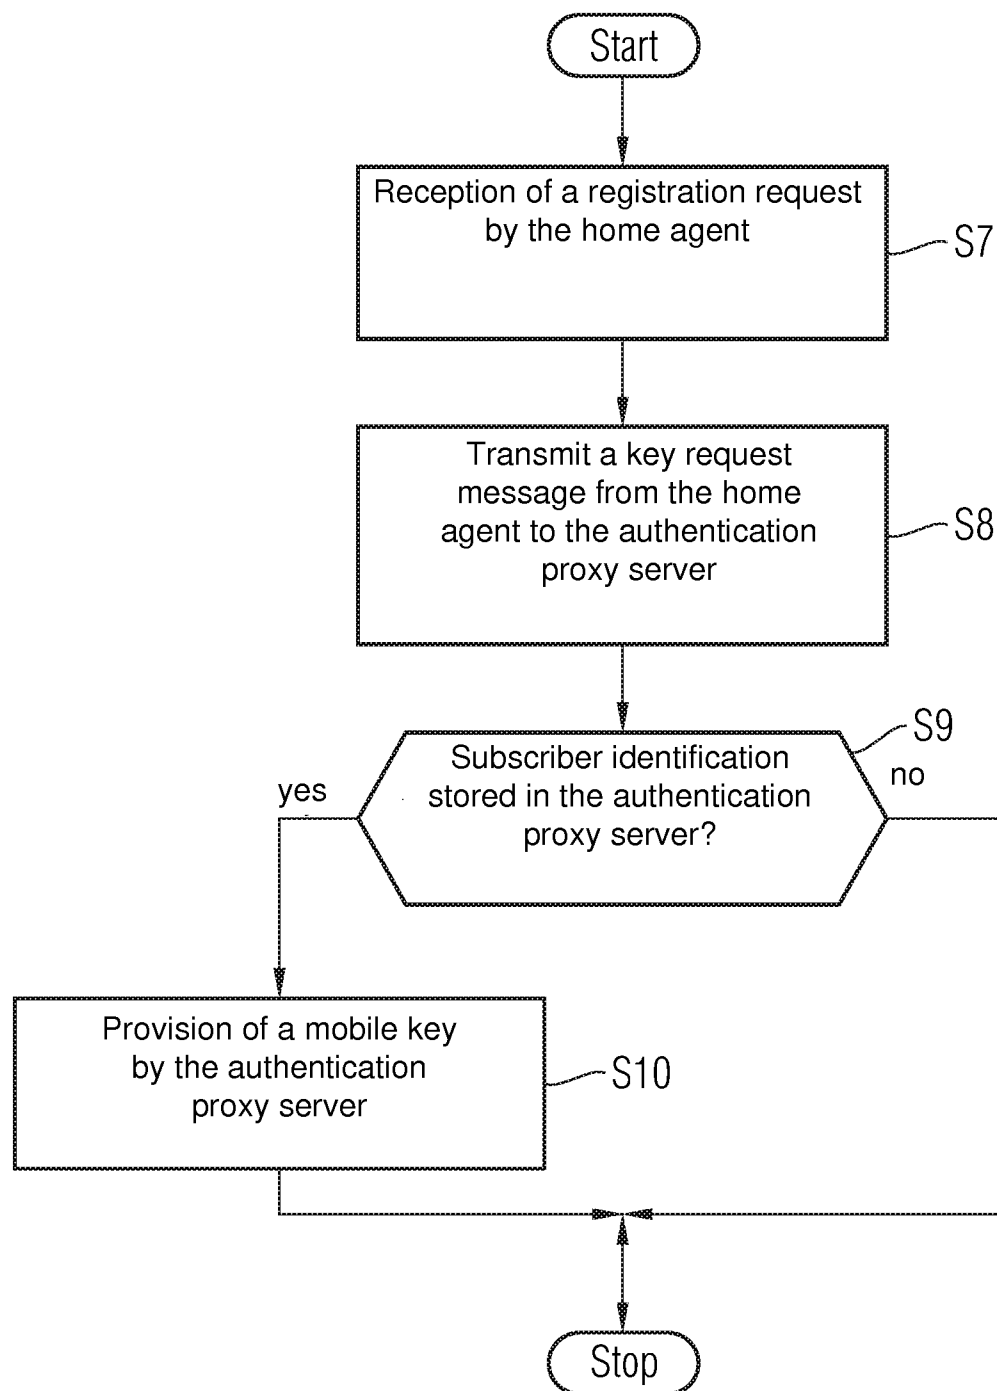 Start
Reception of a registration request
by the home agent
S7
Transmit a key request
message from the home
agent to the authentication
proxy server
S8
S9
Subscriber identification
stored in the authentication
proxy server?
yes
no
Provision of a mobile key
by the authentication
proxy server
S10
Stop